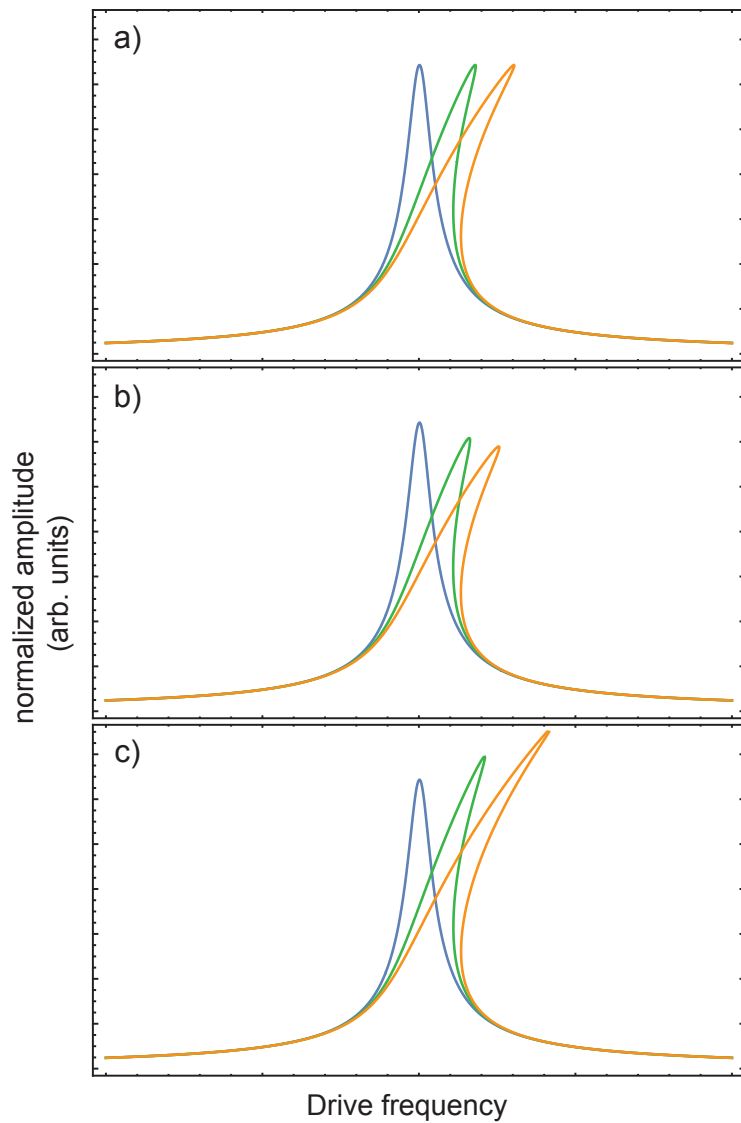 a)
b)
c)
normalized amplitude
(arb. units)
Drive frequency